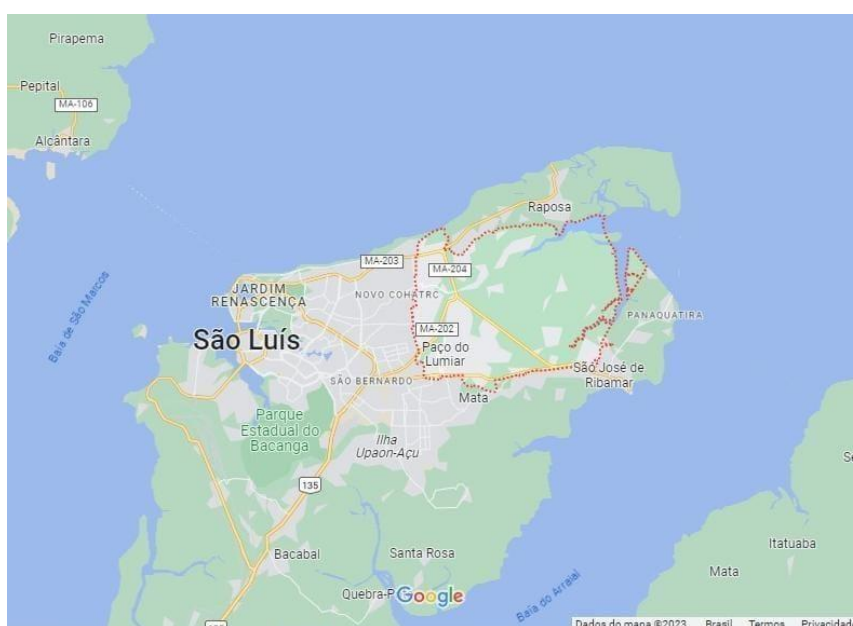 Pirapema
Pepital
MA-106
Alcântara
Raposa
MA-203
MA-204
JARDIM
RENASCENÇA
NOVO COHATRC
Baía de São Marcos
PANAQUATIRA
São Luís
MA-202
Paço do
Lumiar
São José de
Ribamar
SÃO BERNARDO
Mata
Parque
Estadual do
Bacanga
Ilha
Upaon-Açu
135
Itatuaba
Bacabal
Santa Rosa
Mata
Quebra-P
Google
Baía do Arraial
Dados do mapa ©2023 Brasil Termos Privacidad